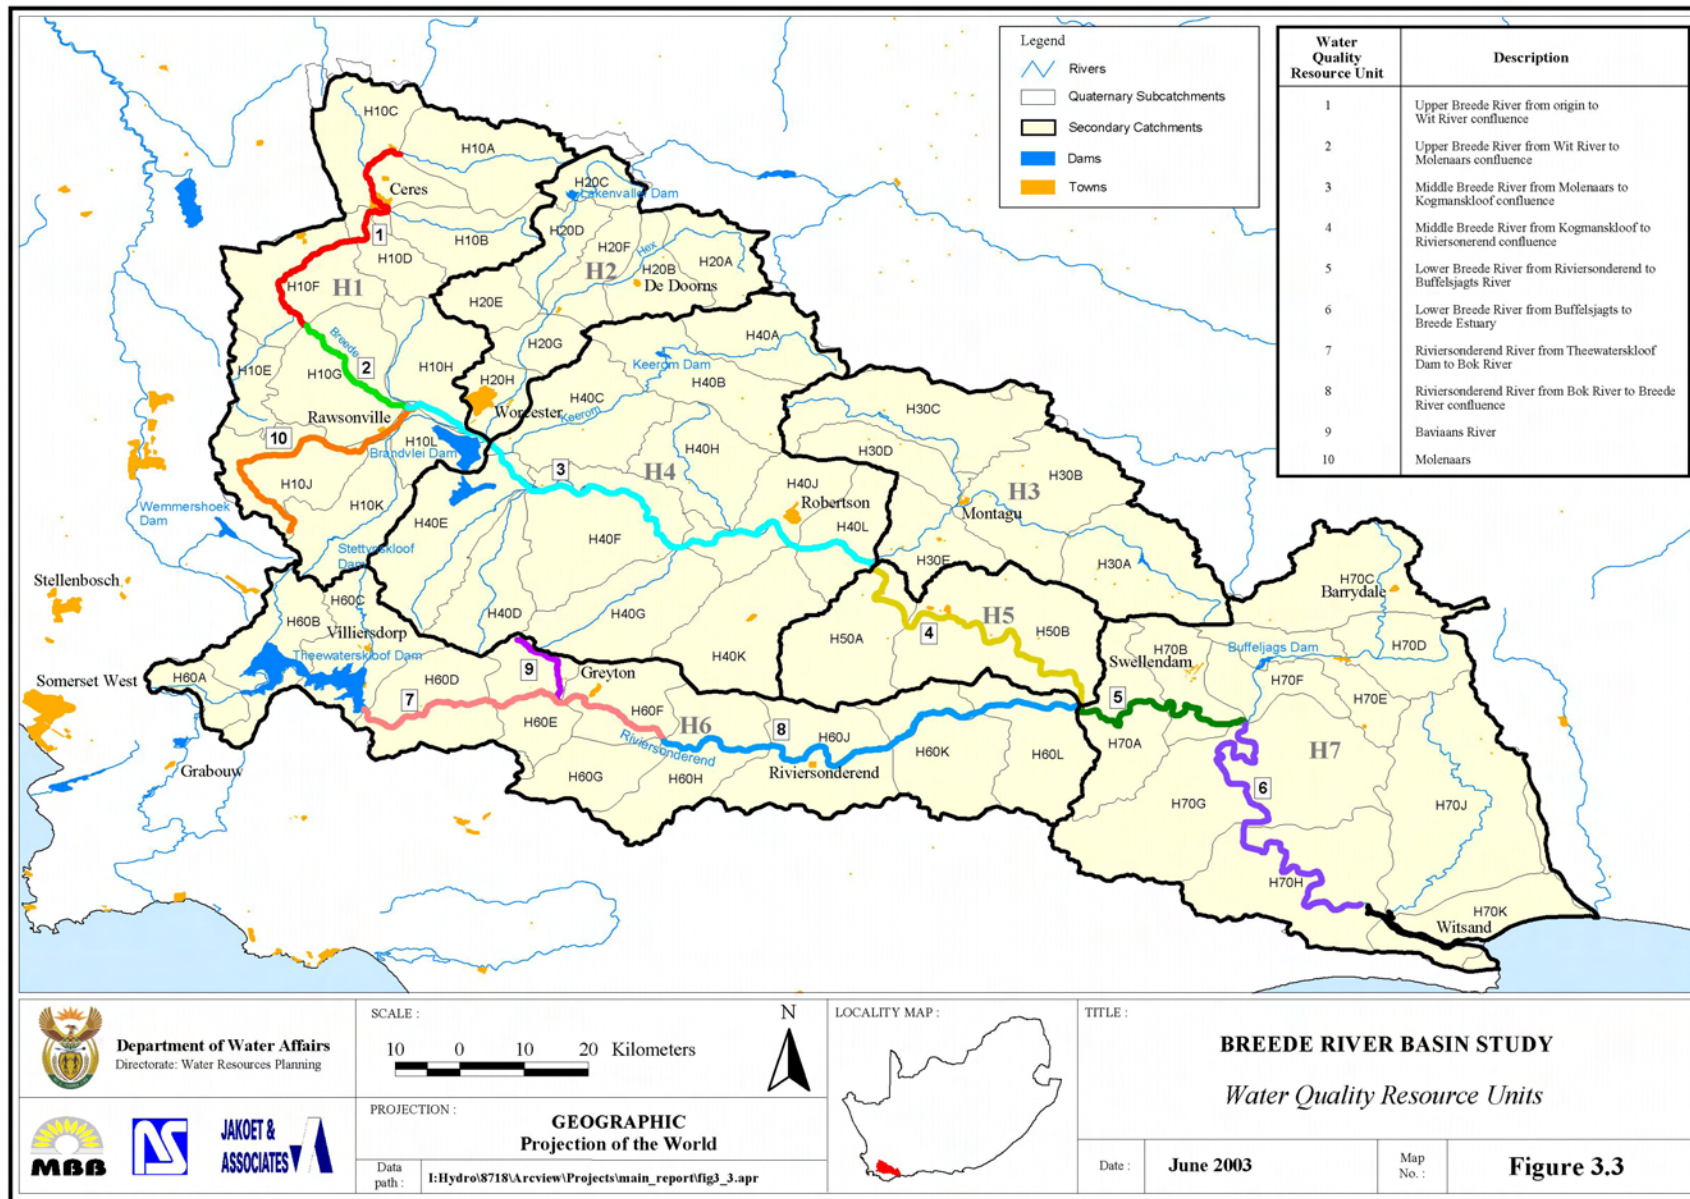 Legend
Rivers
Quaternary Subcatchments
Secondary Catchments
Dams
Towns
Water
Quality
Resource Unit
Description
1
Upper Breede River from origin to
Wit River confluence
2
Upper Breede River from Wit River to
Molenaars confluence
3
Middle Breede River from Molenaars to
Kogmanskloof confluence
4
Middle Breede River from Kogmanskloof to
Riviersonerend confluence
5
Lower Breede River from Riviersonderend to
Buffelsjagts River
6
Lower Breede River from Buffelsjagts to
Breede Estuary
7
Riviersonderend River from Theewaterskloof
Dam to Bok River
8
Riviersonderend River from Bok River to Breede
River confluence
9
Baviaans River
10
Molenaars
H10C
H10A
Ceres
H20C
Lakenvallei Dam
1
H10B
H10D
H20D
H20F
Hex
H20B
H20A
H2
De Doorns
H10F
H1
H20E
Breede
H20G
H40A
Keerom Dam
H10E
H10G
2
H10H
H20H
H40B
H40C
Rawsonville
Worcester
Keerom
H30C
10
H10L
Brandvlei Dam
H40H
H30D
3
H4
H30B
H10J
H40J
H3
H10K
Robertson
Montagu
Wemmershoek
Dam
H40E
H40L
H40F
Stettynskloof
Dam
H30E
H30A
Stellenbosch
H60C
H70C
Barrydale
H60B
H40D
H40G
H5
Villiersdorp
H50A
4
H50B
H70B
H70D
Theewaterskloof Dam
H40K
Swellendam
Buffeljags Dam
9
Greyton
H60A
H60D
H70F
Somerset West
7
5
H70E
H60F
H6
H60E
8
H60J
H70A
H7
Riviersonderend
H60K
H60L
Grabouw
H60G
H60H
Riviersonderend
6
H70G
H70J
H70H
H70K
Witsand
Department of Water Affairs
Directorate: Water Resources Planning
MBB
NS
JAKOET &
ASSOCIATES
SCALE :
10 0 10 20 Kilometers
N
PROJECTION :
GEOGRAPHIC
Projection of the World
Data
path :
I:Hydro\8718\Arcview\Projects\main_report\fig3_3.apr
LOCALITY MAP :
TITLE :
BREEDE RIVER BASIN STUDY
Water Quality Resource Units
Date :
June 2003
Map
No. :
Figure 3.3